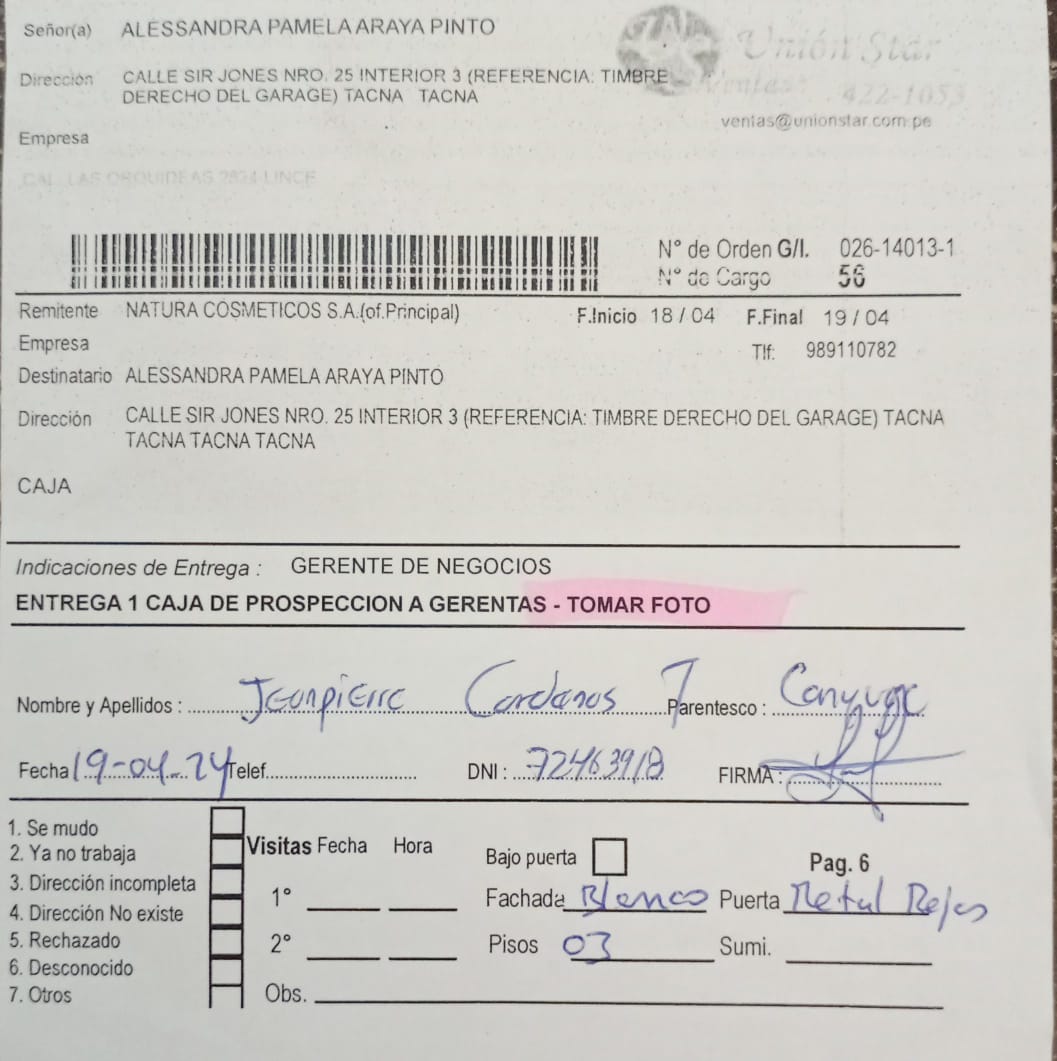 Señor(a) ALESSANDRA PAMELA ARAYA PINTO
Unión Star
Dirección CALLE SIR JONES NRO. 25 INTERIOR 3 (REFERENCIA: TIMBRE
DERECHO DEL GARAGE) TACNA TACNA
Ventas: 422-1053
ventas@unionstar.com.pe
Empresa
CAL. LAS ORQUIDEAS LINCE
N° de Orden G/I. 026-14013-1
N° de Cargo 56
Remitente NATURA COSMETICOS S.A.(of.Principal) F.Inicio 18 / 04 F.Final 19 / 04
Empresa Tlf: 989110782
Destinatario ALESSANDRA PAMELA ARAYA PINTO
Dirección CALLE SIR JONES NRO. 25 INTERIOR 3 (REFERENCIA: TIMBRE DERECHO DEL GARAGE) TACNA
TACNA TACNA TACNA
CAJA
Indicaciones de Entrega : GERENTE DE NEGOCIOS
ENTREGA 1 CAJA DE PROSPECCION A GERENTAS - TOMAR FOTO
Nombre y Apellidos : Jeanpierre Parentesco :
Fecha 19-04-24 Telef. DNI : 72463918 FIRMA :
1. Se mudo
2. Ya no trabaja
3. Dirección incompleta
4. Dirección No existe
5. Rechazado
6. Desconocido
7. Otros
Visitas Fecha Hora
1°
2°
Obs.
Bajo puerta Pag. 6
Fachada Blanco Puerta Metal Rejas
Pisos 03 Sumi.